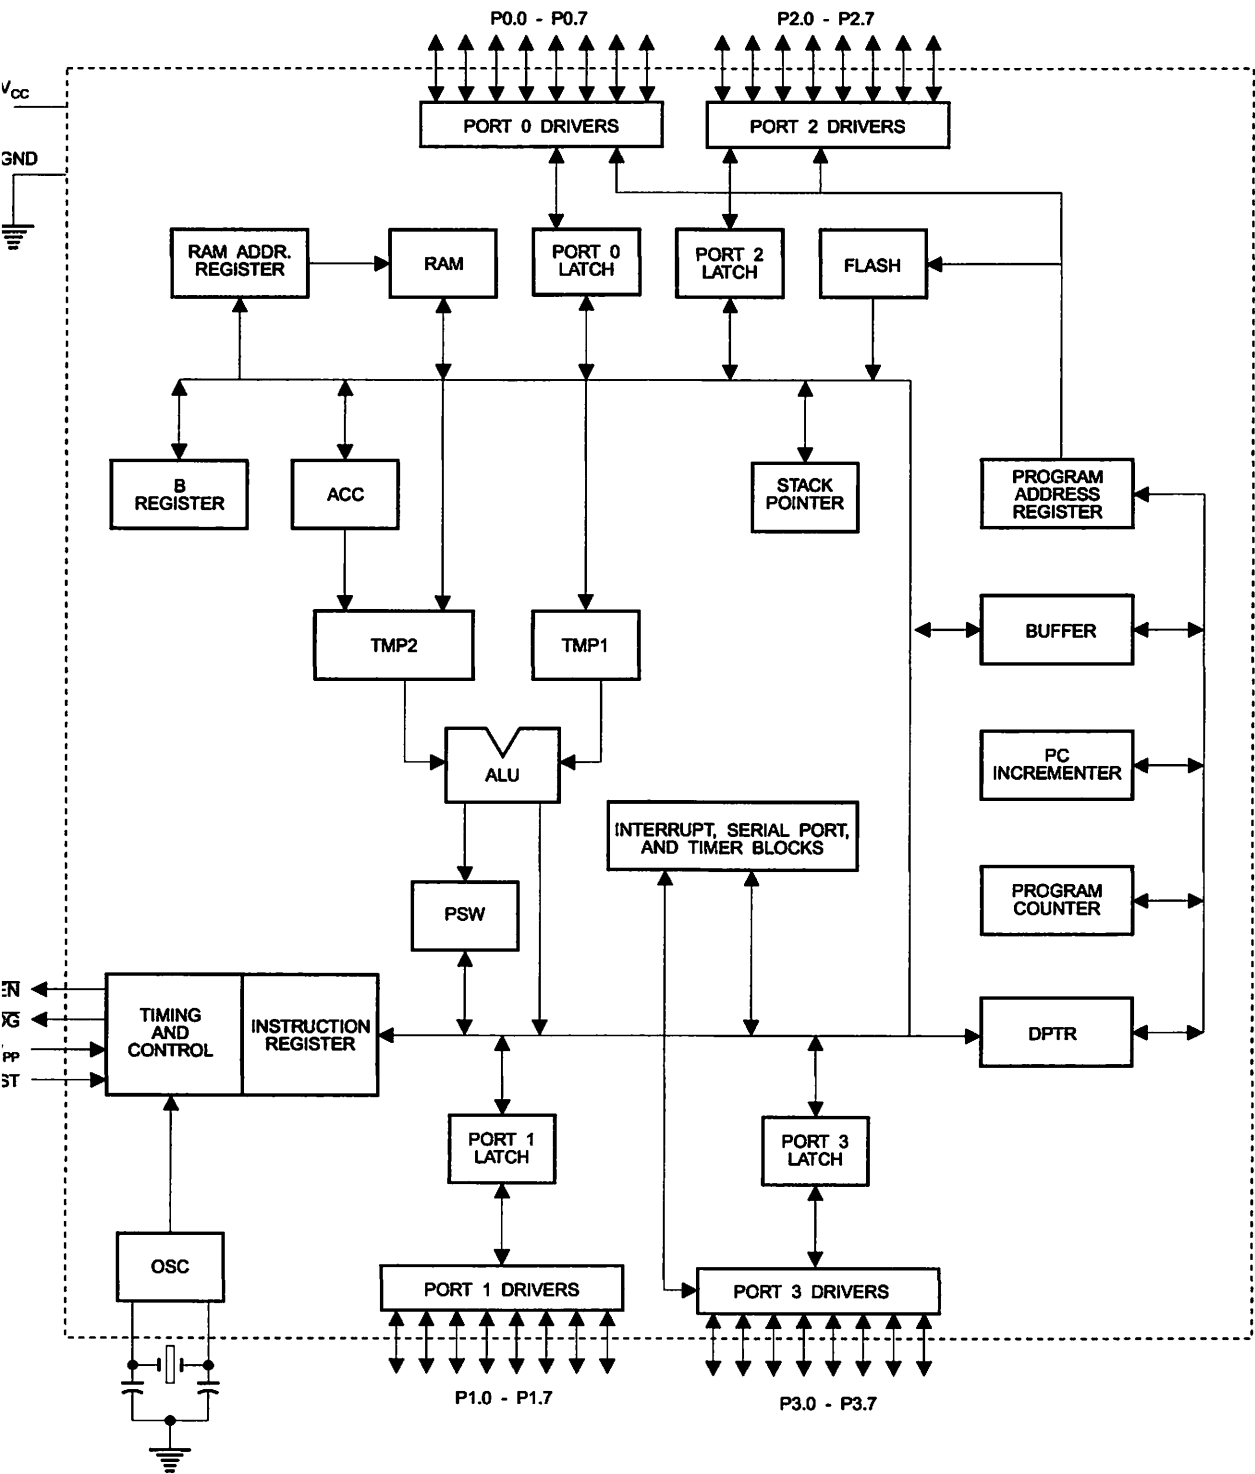 P0.0 - P0.7
P2.0 - P2.7
VCC
GND
PORT 0 DRIVERS
PORT 2 DRIVERS
RAM ADDR.
REGISTER
RAM
PORT 0
LATCH
PORT 2
LATCH
FLASH
B
REGISTER
ACC
STACK
POINTER
PROGRAM
ADDRESS
REGISTER
TMP2
TMP1
BUFFER
ALU
PC
INCREMENTER
INTERRUPT, SERIAL PORT,
AND TIMER BLOCKS
PSW
PROGRAM
COUNTER
TIMING
AND
CONTROL
INSTRUCTION
REGISTER
DPTR
PORT 1
LATCH
PORT 3
LATCH
OSC
PORT 1 DRIVERS
PORT 3 DRIVERS
P1.0 - P1.7
P3.0 - P3.7